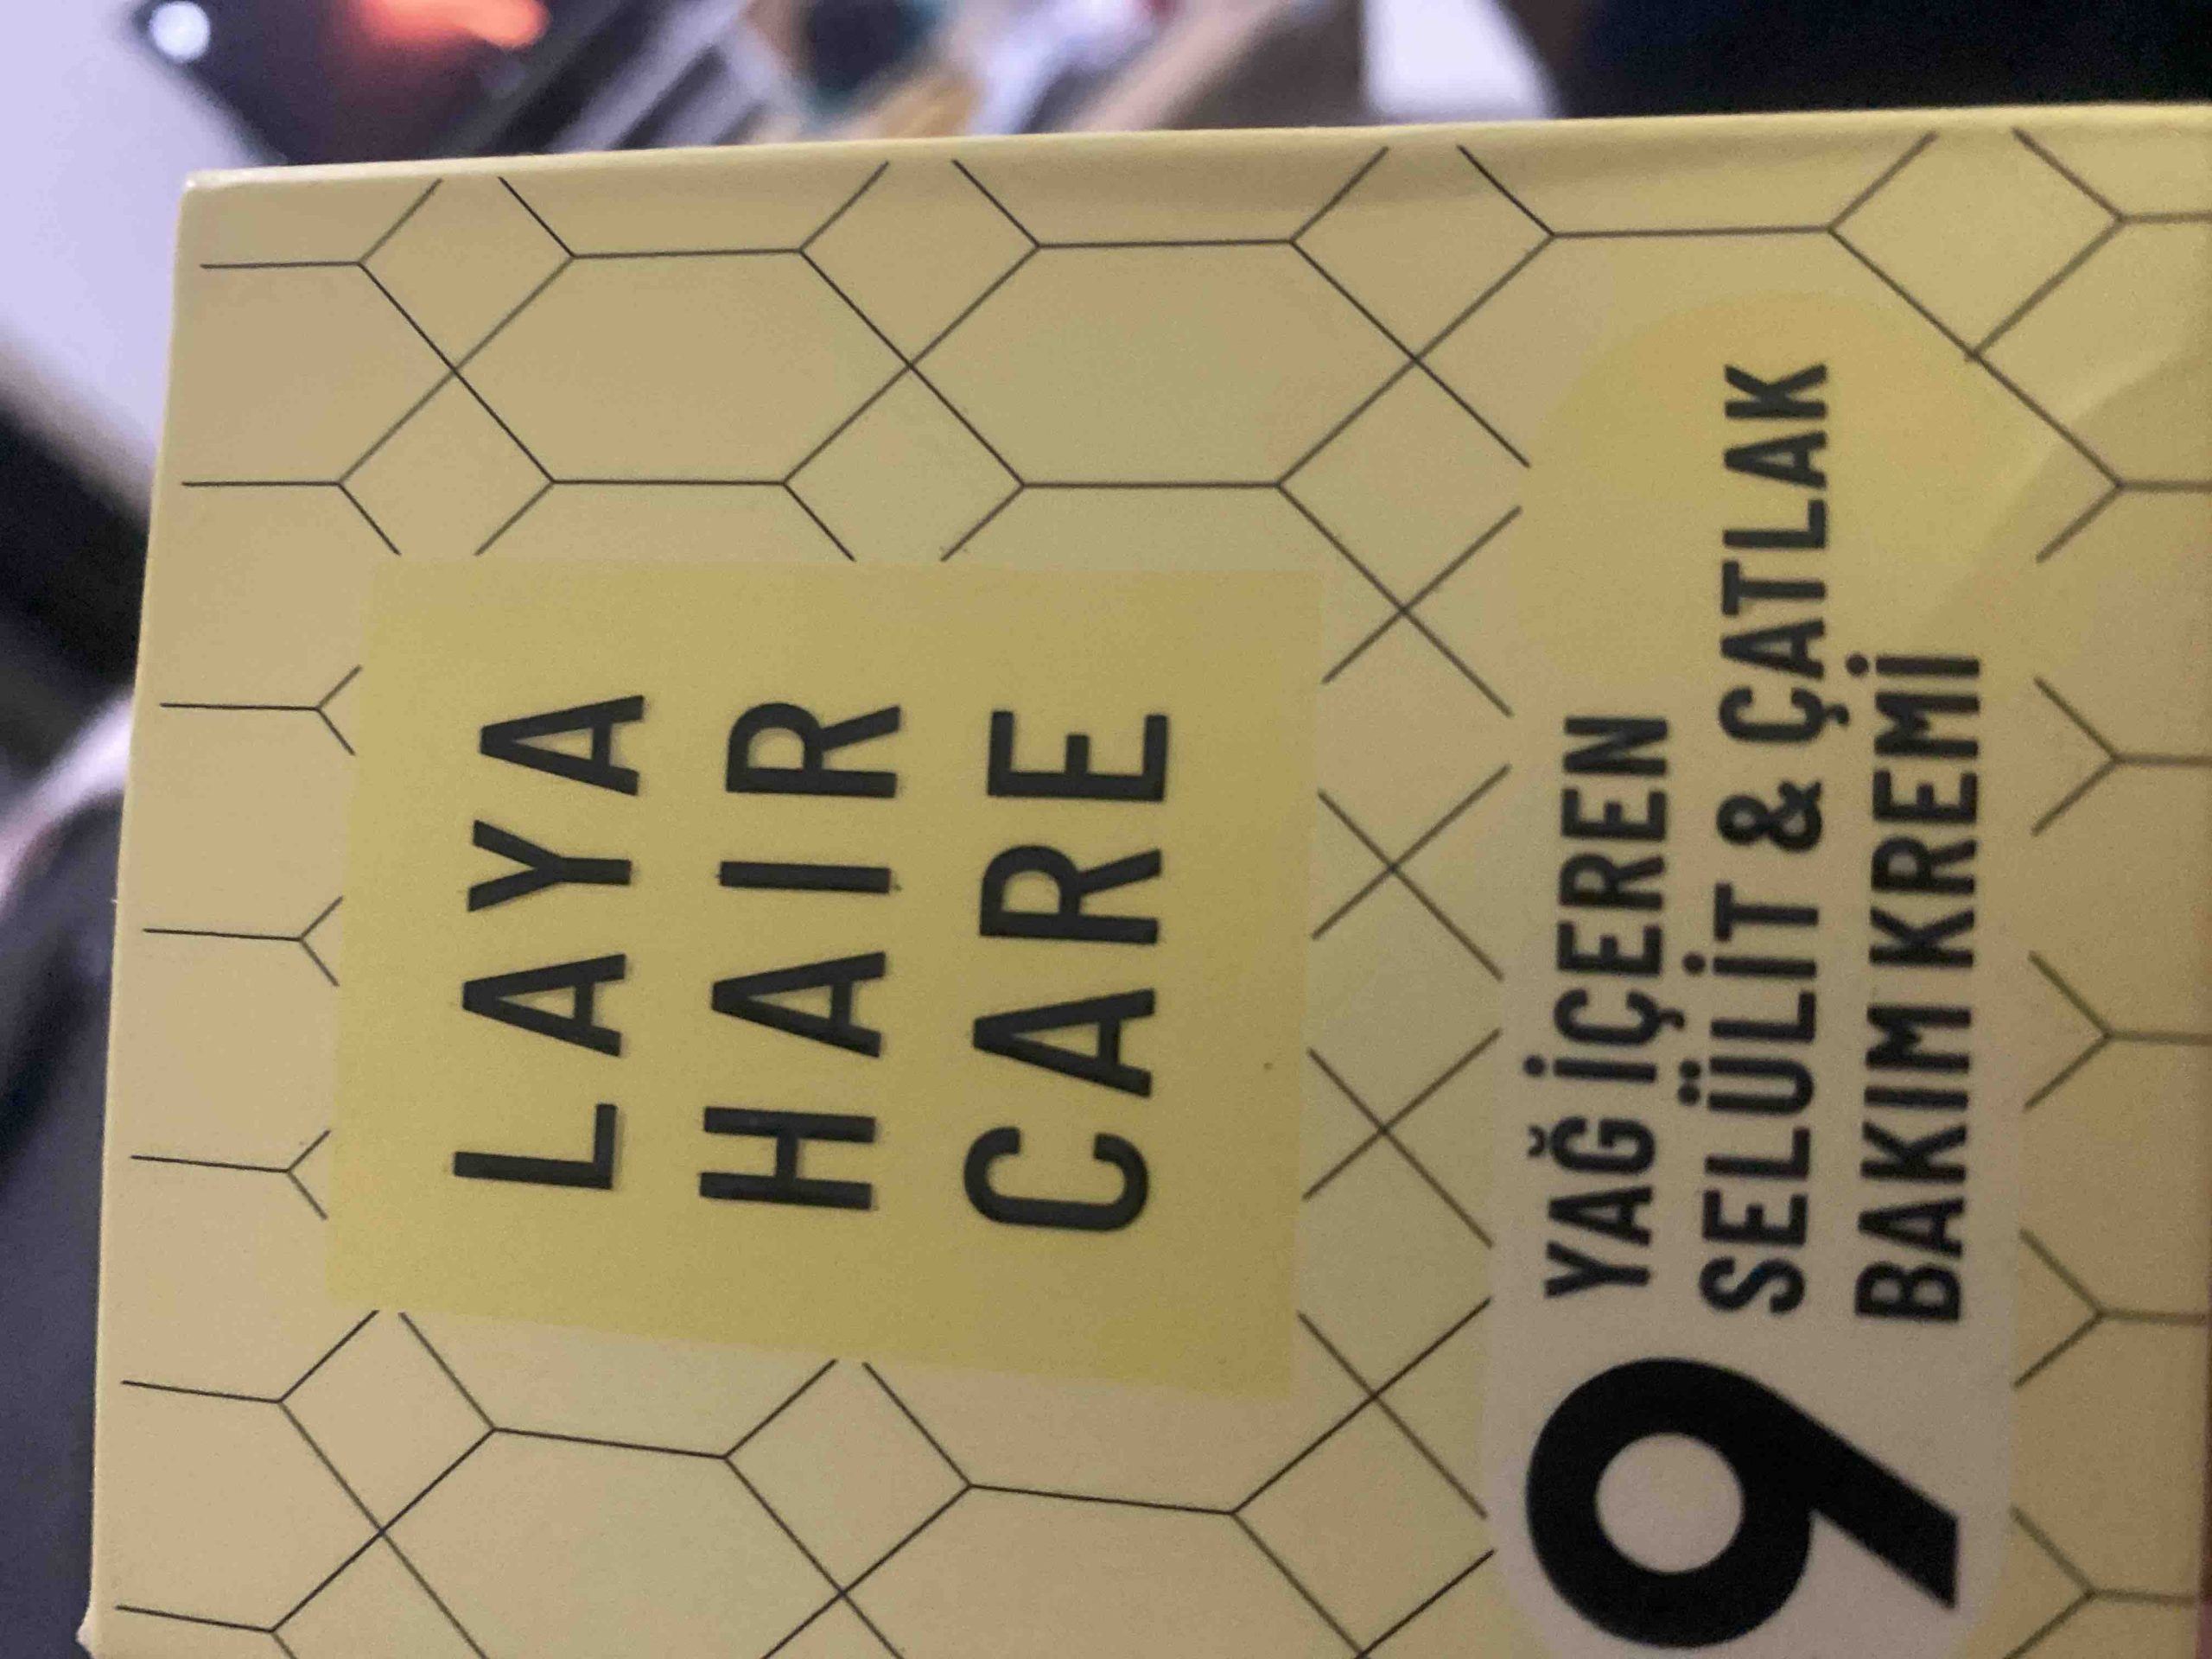 LAYA
HAIR
CARE
9
YAĞ İÇEREN
SELÜLİT & ÇATLAK
BAKIM KREMİ